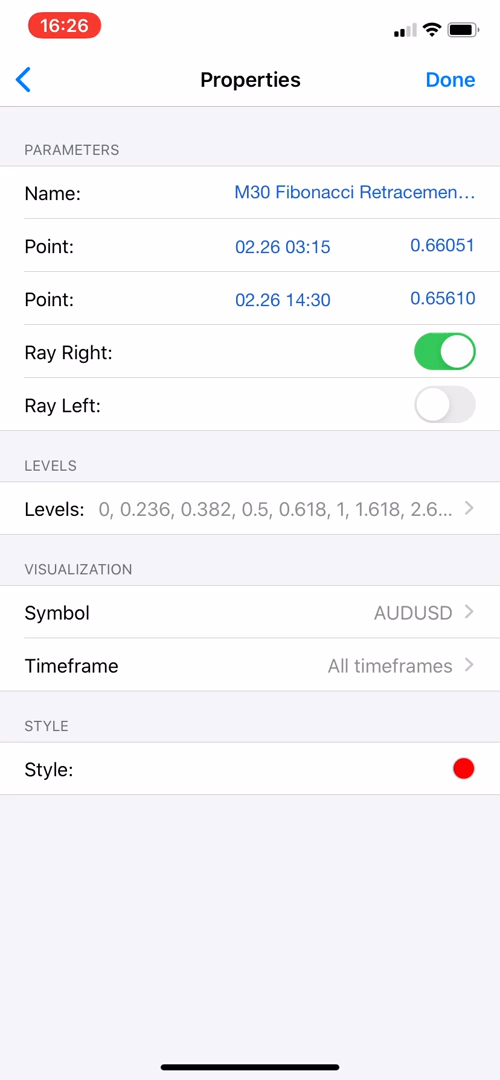 16:26
Properties
Done
PARAMETERS
Name: M30 Fibonacci Retracemen...
Point: 02.26 03:15 0.66051
Point: 02.26 14:30 0.65610
Ray Right:
Ray Left:
LEVELS
Levels: 0, 0.236, 0.382, 0.5, 0.618, 1, 1.618, 2.6...
VISUALIZATION
Symbol AUDUSD
Timeframe All timeframes
STYLE
Style: